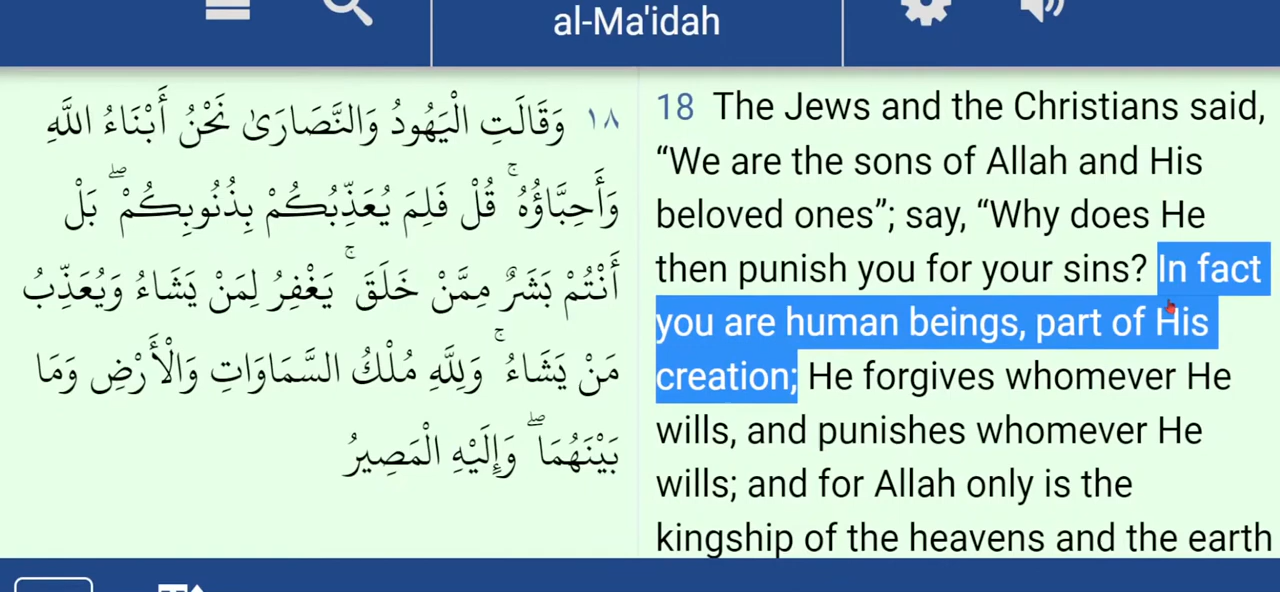 al-Ma'idah
١٨ وَقَالَتِ الْيَهُودُ وَالنَّصَارَىٰ نَحْنُ أَبْنَاءُ اللَّهِ
وَأَحِبَّاؤُهُ ۚ قُلْ فَلِمَ يُعَذِّبُكُمْ بِذُنُوبِكُمْ ۖ بَلْ
أَنْتُمْ بَشَرٌ مِمَّنْ خَلَقَ ۚ يَغْفِرُ لِمَنْ يَشَاءُ وَيُعَذِّبُ
مَنْ يَشَاءُ ۚ وَلِلَّهِ مُلْكُ السَّمَاوَاتِ وَالْأَرْضِ وَمَا
بَيْنَهُمَا ۖ وَإِلَيْهِ الْمَصِيرُ
18 The Jews and the Christians said,
“We are the sons of Allah and His
beloved ones”; say, “Why does He
then punish you for your sins? In fact
you are human beings, part of His
creation; He forgives whomever He
wills, and punishes whomever He
wills; and for Allah only is the
kingship of the heavens and the earth